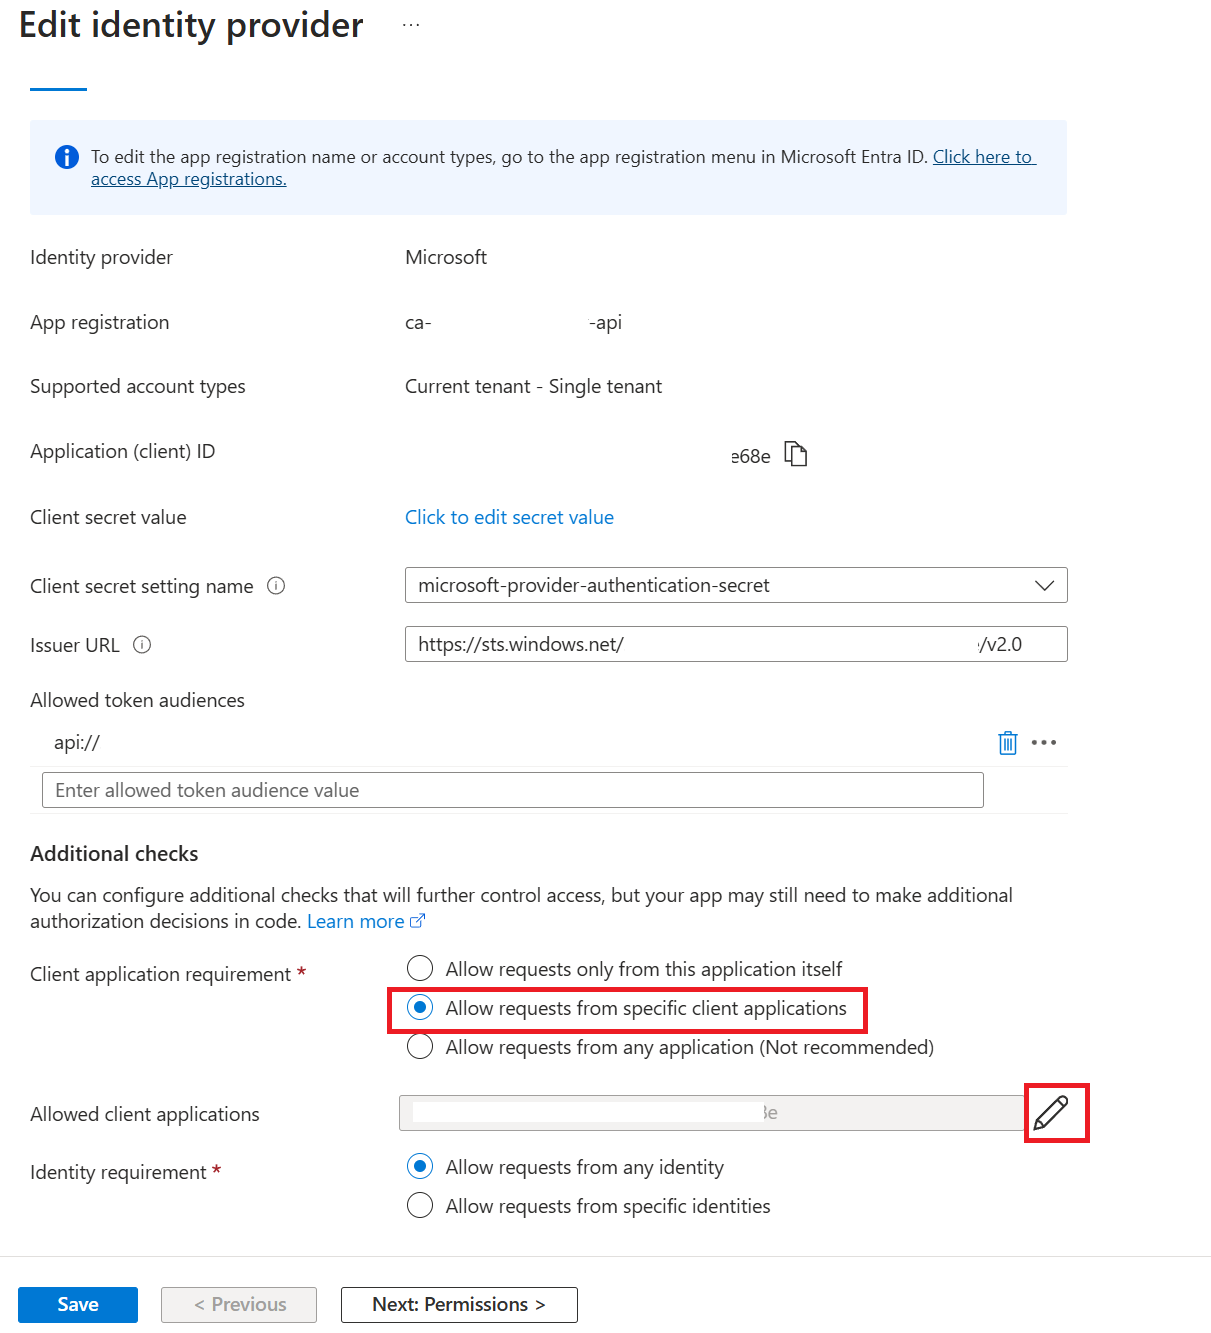 Edit identity provider ...
To edit the app registration name or account types, go to the app registration menu in Microsoft Entra ID. Click here to
access App registrations.
Identity provider Microsoft
App registration ca- -api
Supported account types Current tenant - Single tenant
Application (client) ID e68e
Client secret value Click to edit secret value
Client secret setting name microsoft-provider-authentication-secret
Issuer URL https://sts.windows.net/ /v2.0
Allowed token audiences
api://
Enter allowed token audience value
Additional checks
You can configure additional checks that will further control access, but your app may still need to make additional
authorization decisions in code. Learn more
Client application requirement * Allow requests only from this application itself
Allow requests from specific client applications
Allow requests from any application (Not recommended)
Allowed client applications e
Identity requirement * Allow requests from any identity
Allow requests from specific identities
Save < Previous Next: Permissions >